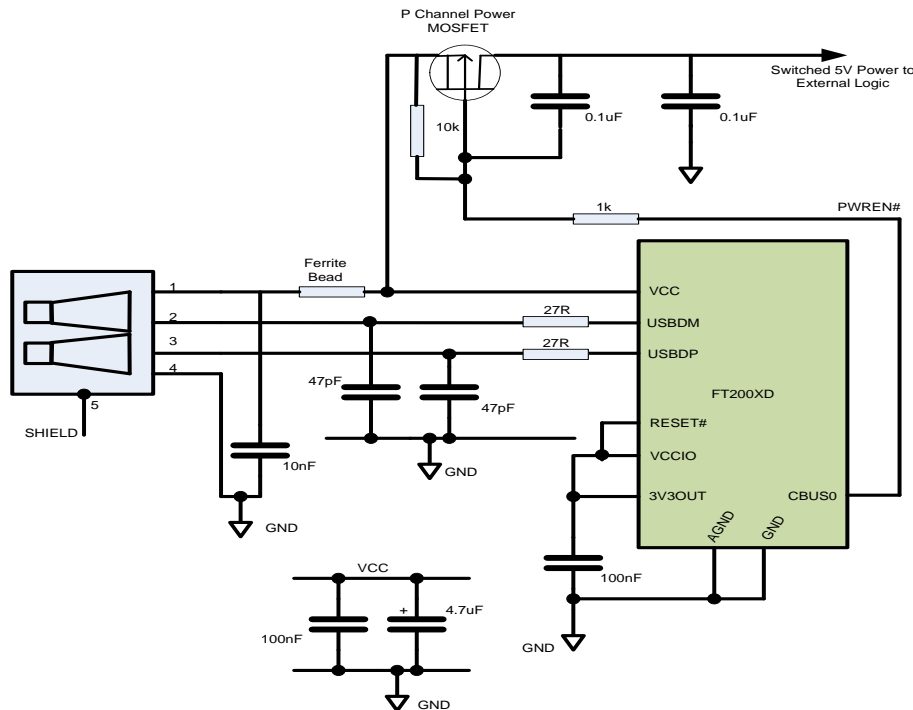 P Channel Power
MOSFET
Switched 5V Power to
External Logic
0.1uF
0.1uF
10k
1k
PWREN#
Ferrite
Bead
1
2
3
4
5
SHIELD
27R
27R
VCC
USBDM
USBDP
FT200XD
RESET#
VCCIO
3V3OUT
CBUS0
AGND
GND
47pF
47pF
GND
10nF
GND
100nF
GND
VCC
100nF
+
4.7uF
GND